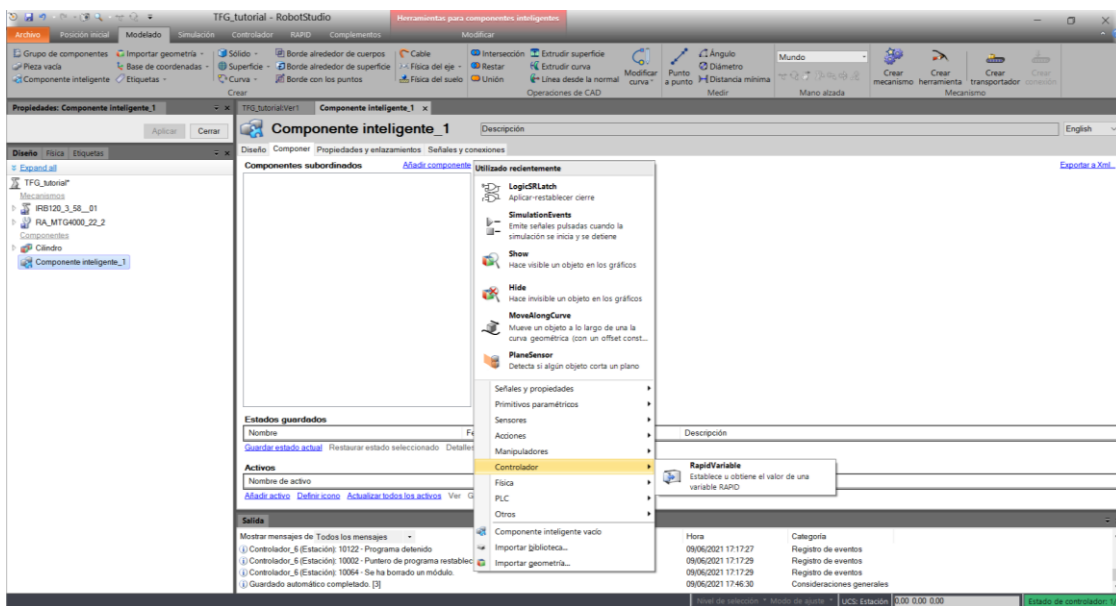 TFG_tutorial - RobotStudio
Herramientas para componentes inteligentes
Archivo Posición inicial Modelado Simulación Controlador RAPID Complementos Modificar
Grupo de componentes Importar geometría Sólido Borde alrededor de cuerpos Cable Intersección Extrudir superficie Ángulo Mundo
Pieza vacía Base de coordenadas Superficie Borde alrededor de superficie Física del eje Restar Extrudir curva Modificar curva Punto a punto Diámetro
Componente inteligente Etiquetas Curva Borde con los puntos Física del suelo Unión Línea desde la normal Distancia mínima Crear mecanismo Crear herramienta Crear transportador Crear conexión
Crear Operaciones de CAD Medir Mano alzada Mecanismo
Propiedades: Componente inteligente_1
TFG_tutorial:Ver1 Componente inteligente_1
Aplicar Cerrar
Componente inteligente_1 Descripción English
Diseño Física Etiquetas
Diseño Componer Propiedades y enlazamientos Señales y conexiones
Expand all
TFG_tutorial*
Mecanismos
IRB120_3_58__01
RA_MTG4000_22_2
Componentes
Cilindro
Componente inteligente_1
Componentes subordinados Añadir componente Exportar a Xml...
Utilizado recientemente
LogicSRLatch
Aplicar-restablecer cierre
SimulationEvents
Emite señales pulsadas cuando la
simulación se inicia y se detiene
Show
Hace visible un objeto en los gráficos
Hide
Hace invisible un objeto en los gráficos
MoveAlongCurve
Mueve un objeto a lo largo de una la
curva geométrica (con un offset const...
PlaneSensor
Detecta si algún objeto corta un plano
Señales y propiedades
Primitivos paramétricos
Sensores
Acciones
Manipuladores
Controlador
Física
PLC
Otros
Componente inteligente vacío
Importar biblioteca...
Importar geometría...
RapidVariable
Establece u obtiene el valor de una
variable RAPID
Estados guardados
Nombre Fe Descripción
Guardar estado actual Restaurar estado seleccionado Detalles
Activos
Nombre de activo
Añadir activo Definir icono Actualizar todos los activos Ver G
Salida
Mostrar mensajes de Todos los mensajes Hora Categoría
Controlador_6 (Estación): 10122 - Programa detenido 09/06/2021 17:17:27 Registro de eventos
Controlador_6 (Estación): 10002 - Puntero de programa restablec 09/06/2021 17:17:29 Registro de eventos
Controlador_6 (Estación): 10064 - Se ha borrado un módulo. 09/06/2021 17:17:29 Registro de eventos
Guardado automático completado. [3] 09/06/2021 17:46:30 Consideraciones generales
Nivel de selección Modo de ajuste UCS: Estación 0.00 0.00 0.00 Estado de controlador: 1/